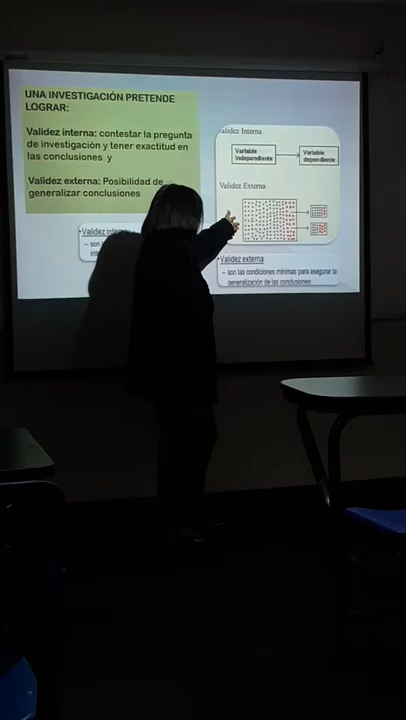 UNA INVESTIGACIÓN PRETENDE
LOGRAR:
Validez interna: contestar la pregunta
de investigación y tener exactitud en
las conclusiones y
Validez externa: Posibilidad de
generalizar conclusiones
•Validez
– son
Validez Interna
Variable
Independiente
Variable
dependiente
Validez Externa
•Validez externa
– son las condiciones mínimas para asegurar la
generalización de las conclusiones